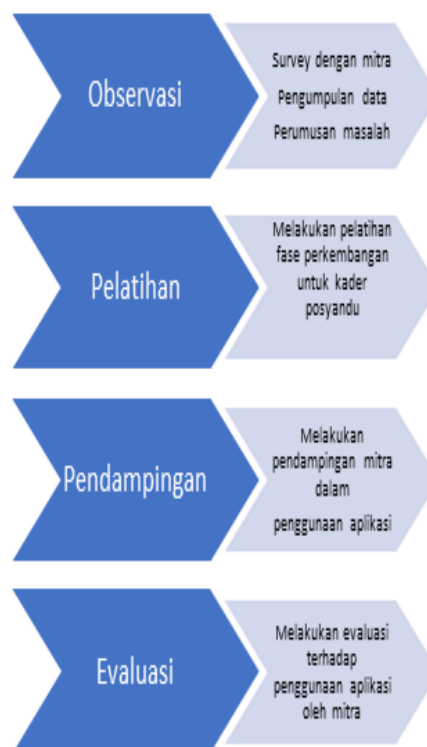 Observasi
Survey dengan mitra
Pengumpulan data
Perumusan masalah
Pelatihan
Melakukan pelatihan
fase perkembangan
untuk kader
posyandu
Pendampingan
Melakukan
pendampingan mitra
dalam
penggunaan aplikasi
Evaluasi
Melakukan evaluasi
terhadap
penggunaan aplikasi
oleh mitra